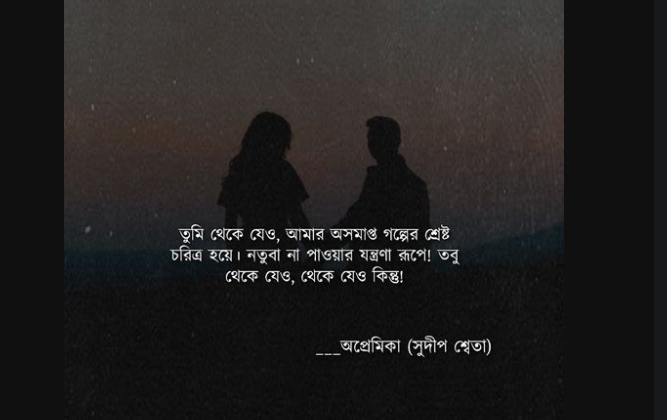 তুমি থেকে যেও, আমার অসমাপ্ত গল্পের শ্রেষ্ট
চরিত্র হয়ে। নতুবা না পাওয়ার যন্ত্রণা রূপে! তবু
থেকে যেও, থেকে যেও কিন্তু!
___অপ্রেমিকা (সুদীপ শ্বেতা)